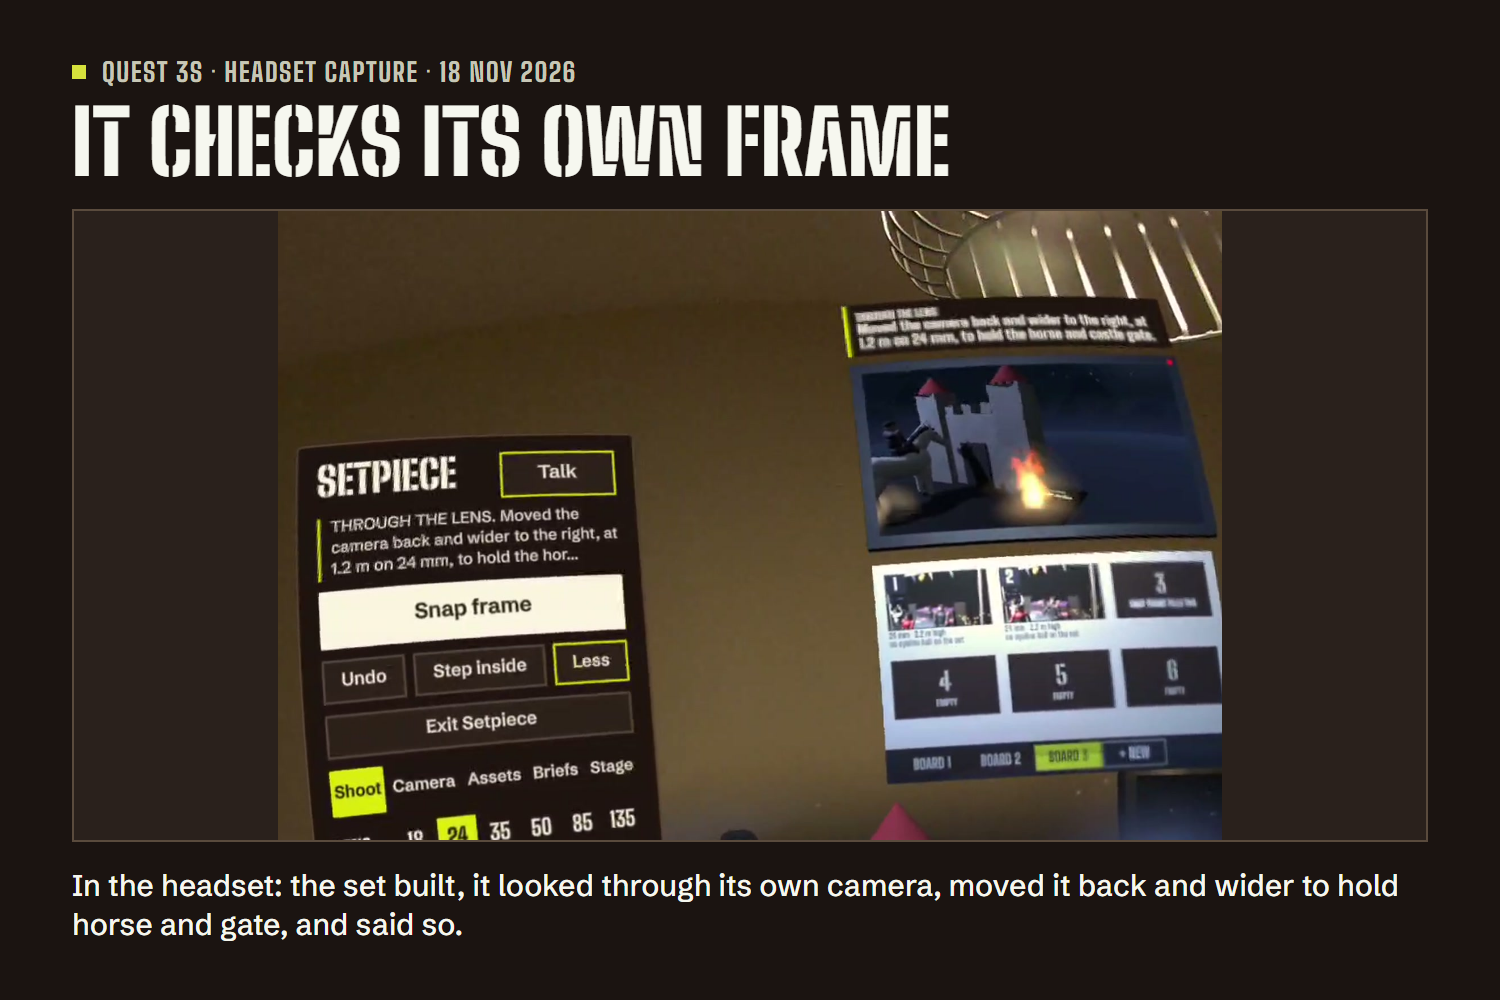 QUEST 3S · HEADSET CAPTURE · 18 NOV 2026
IT CHECKS ITS OWN FRAME
THROUGH THE LENS
Moved the camera back and wider to the right, at
1.2 m on 24 mm, to hold the horse and castle gate.
SETPIECE
Talk
THROUGH THE LENS. Moved the
camera back and wider to the right, at
1.2 m on 24 mm, to hold the hor...
Snap frame
Undo
Step inside
Less
Exit Setpiece
Shoot
Camera
Assets
Briefs
Stage
24
35
50
85
135
1
2
3
4
EMPTY
5
EMPTY
6
EMPTY
BOARD 1
BOARD 2
BOARD 3
+ NEW
In the headset: the set built, it looked through its own camera, moved it back and wider to hold
horse and gate, and said so.